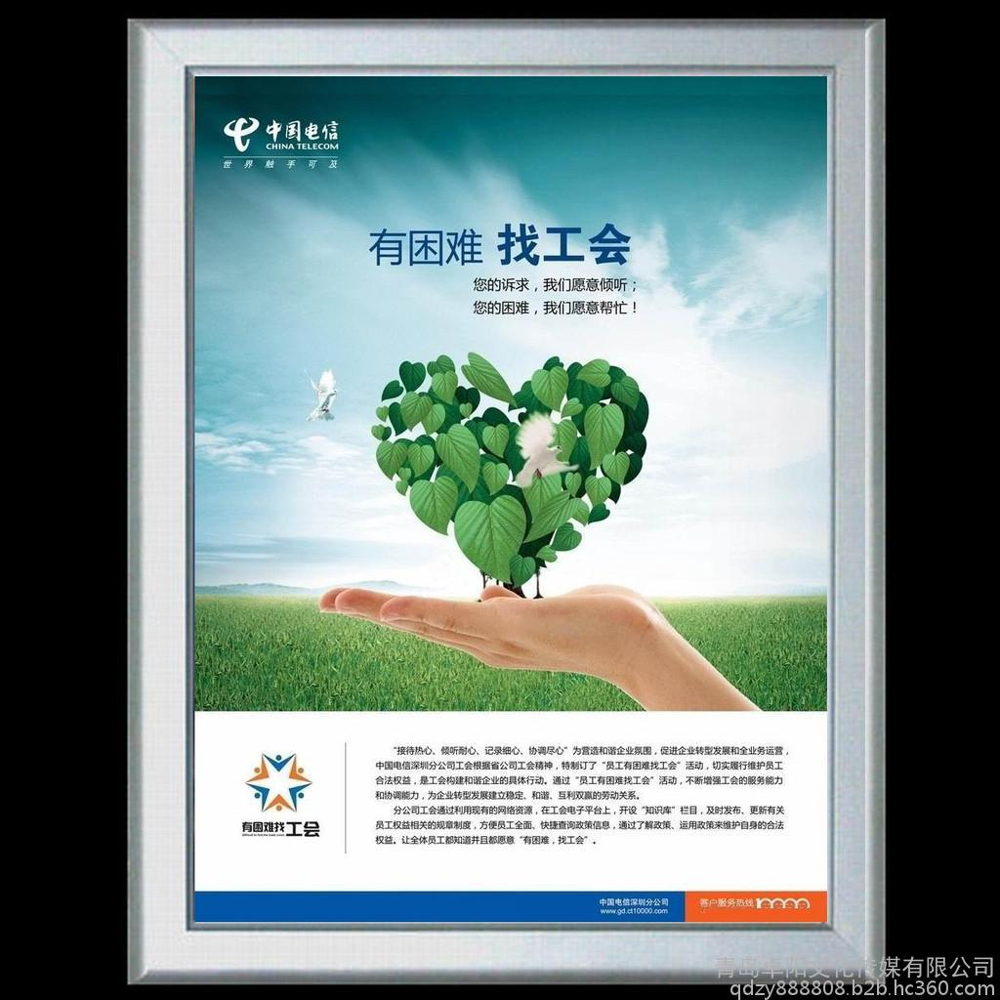 中国电信
CHINA TELECOM
世界触手可及
有困难 找工会
您的诉求，我们愿意倾听；
您的困难，我们愿意帮忙！
“接待热心、倾听耐心、记录细心、协调尽心”为营造和谐企业氛围，促进企业转型发展和全业务运营，
中国电信深圳分公司工会根据省公司工会精神，特制订了“员工有困难找工会”活动，切实履行维护员工
合法权益，是工会构建和谐企业的具体行动。通过“员工有困难找工会”活动，不断增强工会的服务能力
和协调能力，为企业转型发展建立稳定、和谐、互利双赢的劳动关系。
分公司工会通过利用现有的网络资源，在工会电子平台上，开设“知识库”栏目，及时发布、更新有关
员工权益相关的规章制度，方便员工全面、快捷查询政策信息，通过了解政策、运用政策来维护自身的合法
权益。让全体员工都知道并且都愿意“有困难，找工会”。
有困难找工会
中国电信深圳分公司
www.gd.ct10000.com
客户服务热线 10000
青岛卓阳文化传媒有限公司
qdzy888808.b2b.hc360.com